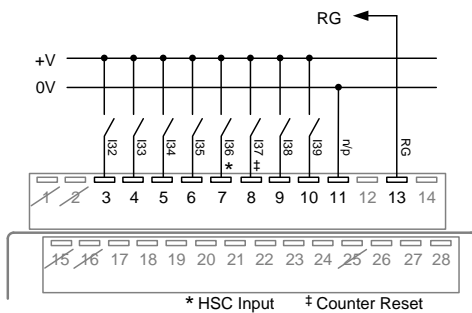 RG
+V
0V
I32 I33 I34 I35 I36 I37 I38 I39 n/p RG
* ‡
1 2 3 4 5 6 7 8 9 10 11 12 13 14
15 16 17 18 19 20 21 22 23 24 25 26 27 28
* HSC Input ‡ Counter Reset